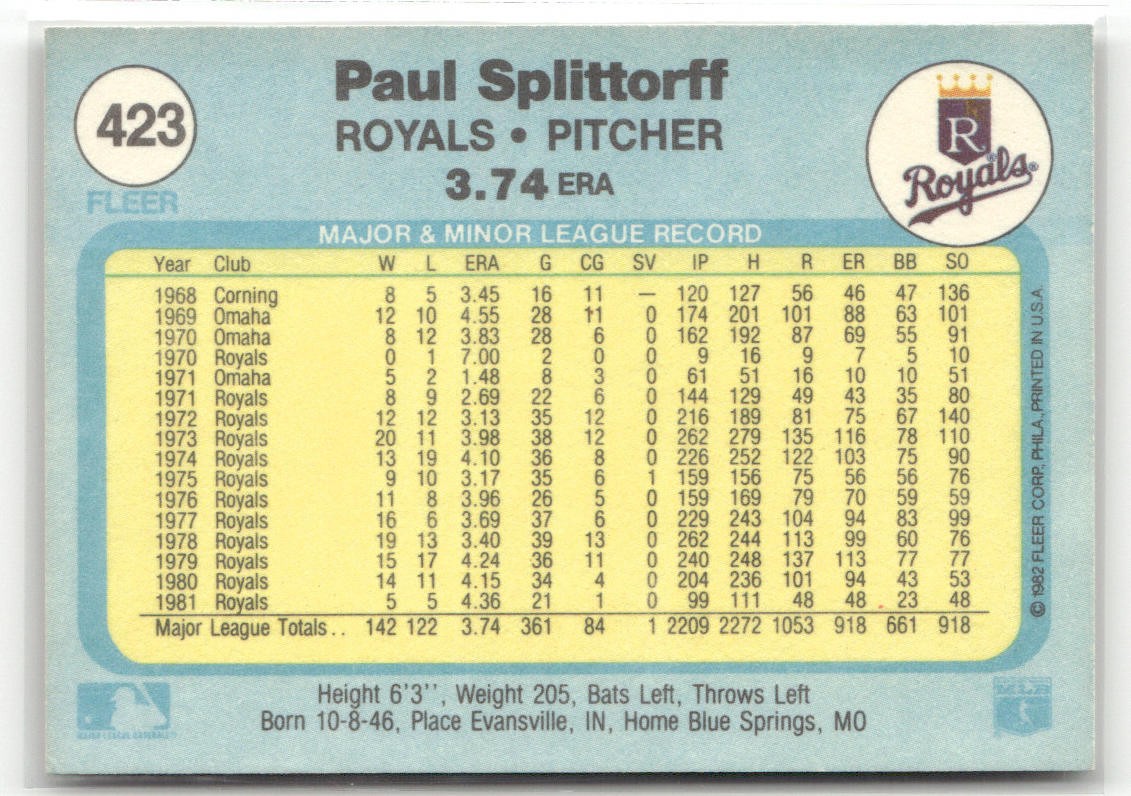 423
FLEER
Paul Splittorff
ROYALS • PITCHER
3.74 ERA
R
Royals
MAJOR & MINOR LEAGUE RECORD
Year Club W L ERA G CG SV IP H R ER BB SO
1968 Corning 8 5 3.45 16 11 — 120 127 56 46 47 136
1969 Omaha 12 10 4.55 28 11 0 174 201 101 88 63 101
1970 Omaha 8 12 3.83 28 6 0 162 192 87 69 55 91
1970 Royals 0 1 7.00 2 0 0 9 16 9 7 5 10
1971 Omaha 5 2 1.48 8 3 0 61 51 16 10 10 51
1971 Royals 8 9 2.69 22 6 0 144 129 49 43 35 80
1972 Royals 12 12 3.13 35 12 0 216 189 81 75 67 140
1973 Royals 20 11 3.98 38 12 0 262 279 135 116 78 110
1974 Royals 13 19 4.10 36 8 0 226 252 122 103 75 90
1975 Royals 9 10 3.17 35 6 1 159 156 75 56 56 76
1976 Royals 11 8 3.96 26 5 0 159 169 79 70 59 59
1977 Royals 16 6 3.69 37 6 0 229 243 104 94 83 99
1978 Royals 19 13 3.40 39 13 0 262 244 113 99 60 76
1979 Royals 15 17 4.24 36 11 0 240 248 137 113 77 77
1980 Royals 14 11 4.15 34 4 0 204 236 101 94 43 53
1981 Royals 5 5 4.36 21 1 0 99 111 48 48 23 48
Major League Totals . . 142 122 3.74 361 84 1 2209 2272 1053 918 661 918
© 1982 FLEER CORP., PHILA., PRINTED IN U.S.A.
Height 6'3'', Weight 205, Bats Left, Throws Left
Born 10-8-46, Place Evansville, IN, Home Blue Springs, MO
MAJOR LEAGUE BASEBALL